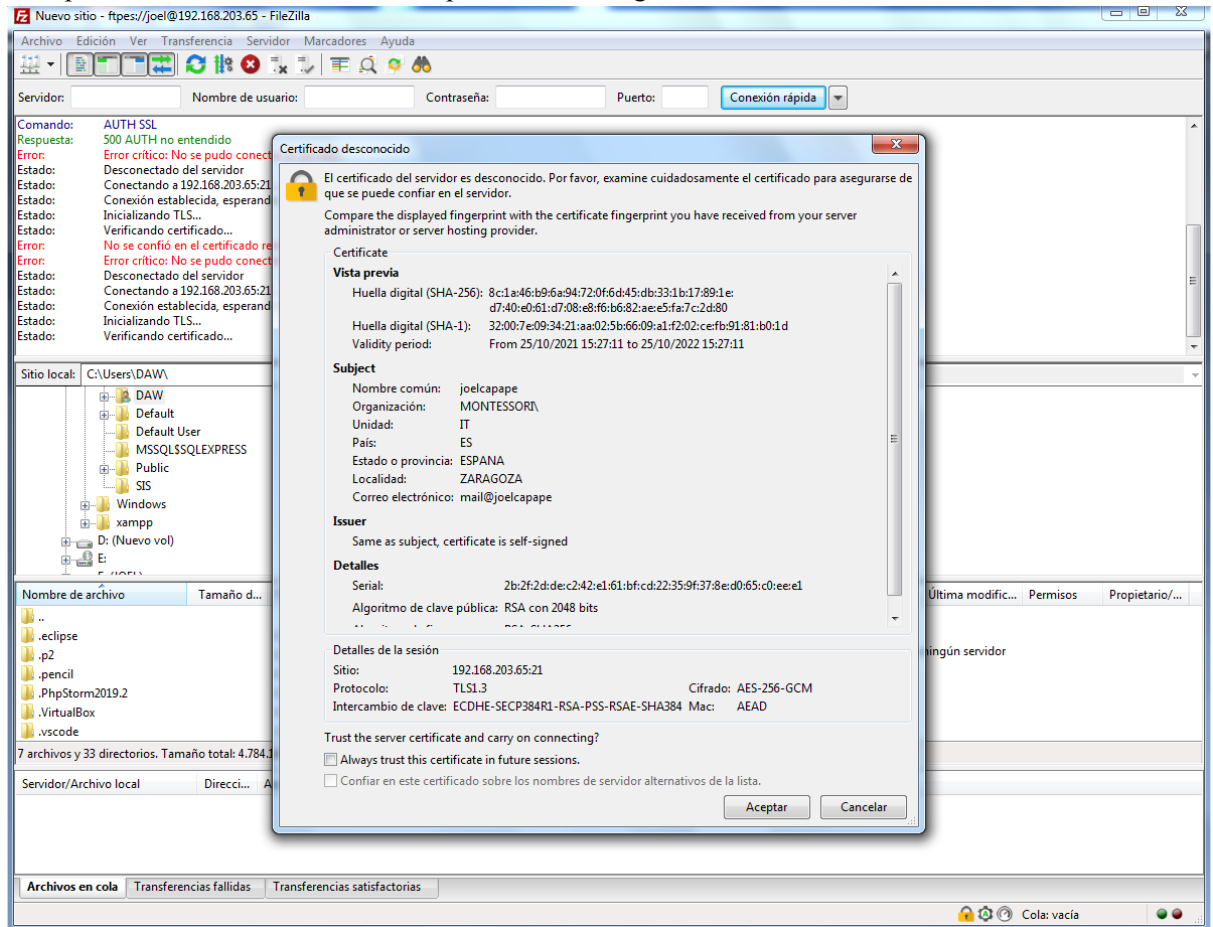 Nuevo sitio - ftpes://joel@192.168.203.65 - FileZilla
Archivo Edición Ver Transferencia Servidor Marcadores Ayuda
Servidor: Nombre de usuario: Contraseña: Puerto: Conexión rápida
Comando: AUTH SSL
Respuesta: 500 AUTH no entendido
Error: Error crítico: No se pudo conect
Estado: Desconectado del servidor
Estado: Conectando a 192.168.203.65:21
Estado: Conexión establecida, esperand
Estado: Inicializando TLS...
Estado: Verificando certificado...
Error: No se confió en el certificado re
Error: Error crítico: No se pudo conect
Estado: Desconectado del servidor
Estado: Conectando a 192.168.203.65:21
Estado: Conexión establecida, esperand
Estado: Inicializando TLS...
Estado: Verificando certificado...
Sitio local: C:\Users\DAW\
DAW
Default
Default User
MSSQL$SQLEXPRESS
Public
SIS
Windows
xampp
D: (Nuevo vol)
E:
Nombre de archivo Tamaño d...
..
.eclipse
.p2
.pencil
.PhpStorm2019.2
.VirtualBox
.vscode
7 archivos y 33 directorios. Tamaño total: 4.784.1
Servidor/Archivo local Direcci... A
Certificado desconocido
El certificado del servidor es desconocido. Por favor, examine cuidadosamente el certificado para asegurarse de
que se puede confiar en el servidor.
Compare the displayed fingerprint with the certificate fingerprint you have received from your server
administrator or server hosting provider.
Certificate
Vista previa
Huella digital (SHA-256): 8c:1a:46:b9:6a:94:72:0f:6d:45:db:33:1b:17:89:1e:
d7:40:e0:61:d7:08:e8:f6:b6:82:ae:e5:fa:7c:2d:80
Huella digital (SHA-1): 32:00:7e:09:34:21:aa:02:5b:66:09:a1:f2:02:ce:fb:91:81:b0:1d
Validity period: From 25/10/2021 15:27:11 to 25/10/2022 15:27:11
Subject
Nombre común: joelcapape
Organización: MONTESSORI\
Unidad: IT
País: ES
Estado o provincia: ESPANA
Localidad: ZARAGOZA
Correo electrónico: mail@joelcapape
Issuer
Same as subject, certificate is self-signed
Detalles
Serial: 2b:2f:2d:de:c2:42:e1:61:bf:cd:22:35:9f:37:8e:d0:65:c0:ee:e1
Algoritmo de clave pública: RSA con 2048 bits
Detalles de la sesión
Sitio: 192.168.203.65:21
Protocolo: TLS1.3 Cifrado: AES-256-GCM
Intercambio de clave: ECDHE-SECP384R1-RSA-PSS-RSAE-SHA384 Mac: AEAD
Trust the server certificate and carry on connecting?
Always trust this certificate in future sessions.
Confiar en este certificado sobre los nombres de servidor alternativos de la lista.
Aceptar Cancelar
Última modific... Permisos Propietario/...
ningún servidor
Archivos en cola Transferencias fallidas Transferencias satisfactorias
Cola: vacía